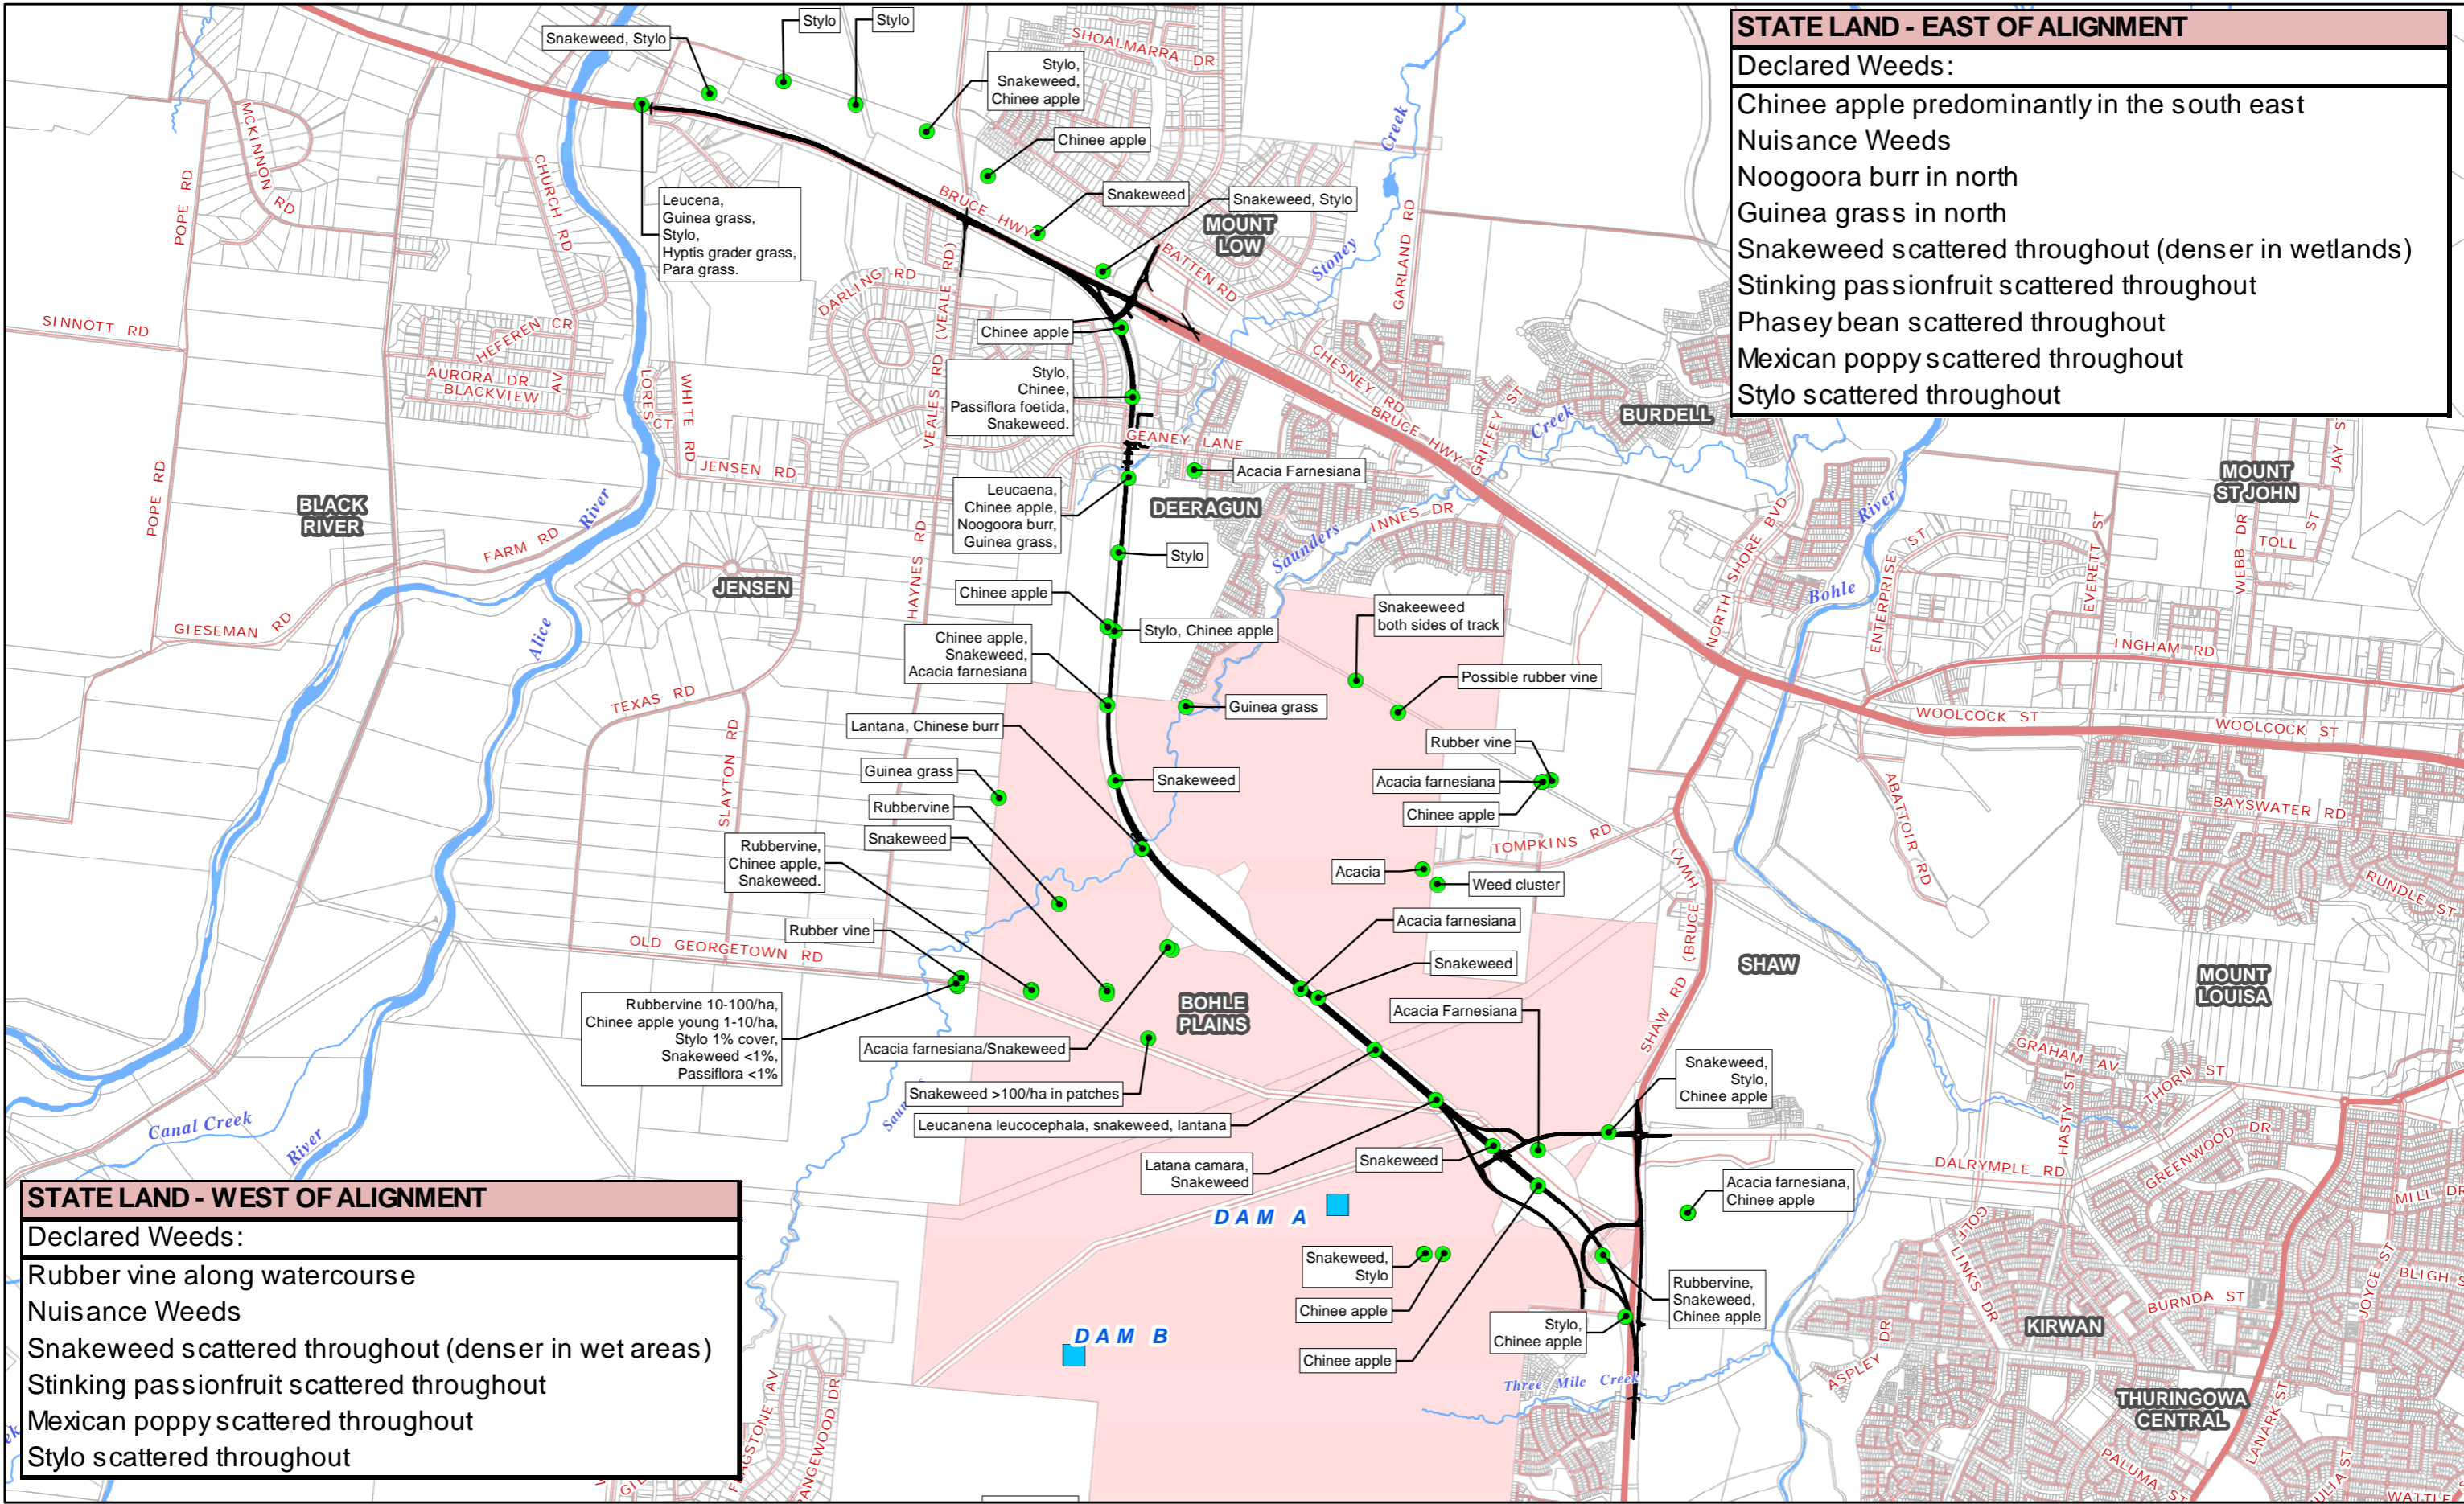 STATE LAND - EAST OF ALIGNMENT
Declared Weeds:
Chinee apple predominantly in the south east
Nuisance Weeds
Noogoora burr in north
Guinea grass in north
Snakeweed scattered throughout (denser in wetlands)
Stinking passionfruit scattered throughout
Phasey bean scattered throughout
Mexican poppy scattered throughout
Stylo scattered throughout
Snakeweed, Stylo
Stylo
Stylo
Stylo,
Snakeweed,
Chinee apple
Chinee apple
Snakeweed
Snakeweed, Stylo
Leucena,
Guinea grass,
Stylo,
Hyptis grader grass,
Para grass.
SHOALMARRA DR
MCKINNON RD
POPE RD
CHURCH RD
BRUCE HWY
MOUNT
LOW
BATTEN RD
Stoney
Creek
GARLAND RD
SINNOTT RD
HEFEREN CR
AURORA DR
BLACKVIEW AV
LORES CT
WHITE RD
DARLING RD
VEALES RD (VEALE RD)
Chinee apple
Stylo,
Chinee,
Passiflora foetida,
Snakeweed.
CHESNEY RD
BRUCE HWY
GRIFFEY ST
Creek
BURDELL
GEANEY LANE
Acacia Farnesiana
JENSEN RD
Leucaena,
Chinee apple,
Noogoora burr,
Guinea grass,
DEERAGUN
INNES DR
Saunders
Stylo
POPE RD
BLACK
RIVER
River
FARM RD
JENSEN
HAYNES RD
GIESEMAN RD
Alice
NORTH SHORE BVD
River
Bohle
ENTERPRISE ST
EVERETT ST
MOUNT
ST JOHN
WEBB DR
TOLL ST
JAY S
INGHAM RD
Chinee apple
Stylo, Chinee apple
Snakeeweed
both sides of track
Chinee apple,
Snakeweed,
Acacia farnesiana
Possible rubber vine
Guinea grass
TEXAS RD
SLAYTON RD
Lantana, Chinese burr
WOOLCOCK ST
WOOLCOCK ST
Rubber vine
Acacia farnesiana
Chinee apple
Guinea grass
Snakeweed
Rubbervine
Snakeweed
ABATTOIR RD
BAYSWATER RD
TOMPKINS RD
RUNDLE ST
Rubbervine,
Chinee apple,
Snakeweed.
Acacia
Weed cluster
SHAW RD (BRUCE HWY)
Rubber vine
OLD GEORGETOWN RD
Acacia farnesiana
Snakeweed
SHAW
MOUNT
LOUISA
Rubbervine 10-100/ha,
Chinee apple young 1-10/ha,
Stylo 1% cover,
Snakeweed <1%,
Passiflora <1%
BOHLE
PLAINS
Acacia Farnesiana
Acacia farnesiana/Snakeweed
Snakeweed >100/ha in patches
Leucanena leucocephala, snakeweed, lantana
Saun
Snakeweed,
Stylo,
Chinee apple
GRAHAM AV
THORN ST
HASTY ST
GREENWOOD DR
Canal Creek
River
Latana camara,
Snakeweed
Snakeweed
DALRYMPLE RD
MILL DR
Acacia farnesiana,
Chinee apple
GOLF LINKS DR
DAM A
Snakeweed,
Stylo
Chinee apple
Chinee apple
Stylo,
Chinee apple
Rubbervine,
Snakeweed,
Chinee apple
JOYCE ST
BLIGH S
BURNDA ST
KIRWAN
ASPLEY DR
DAM B
Three Mile Creek
THURINGOWA
CENTRAL
LANARK ST
PALUMA ST
ULIA ST
WATTLE
STATE LAND - WEST OF ALIGNMENT
Declared Weeds:
Rubber vine along watercourse
Nuisance Weeds
Snakeweed scattered throughout (denser in wet areas)
Stinking passionfruit scattered throughout
Mexican poppy scattered throughout
Stylo scattered throughout
GSTONE AV
ANGEWOOD DR